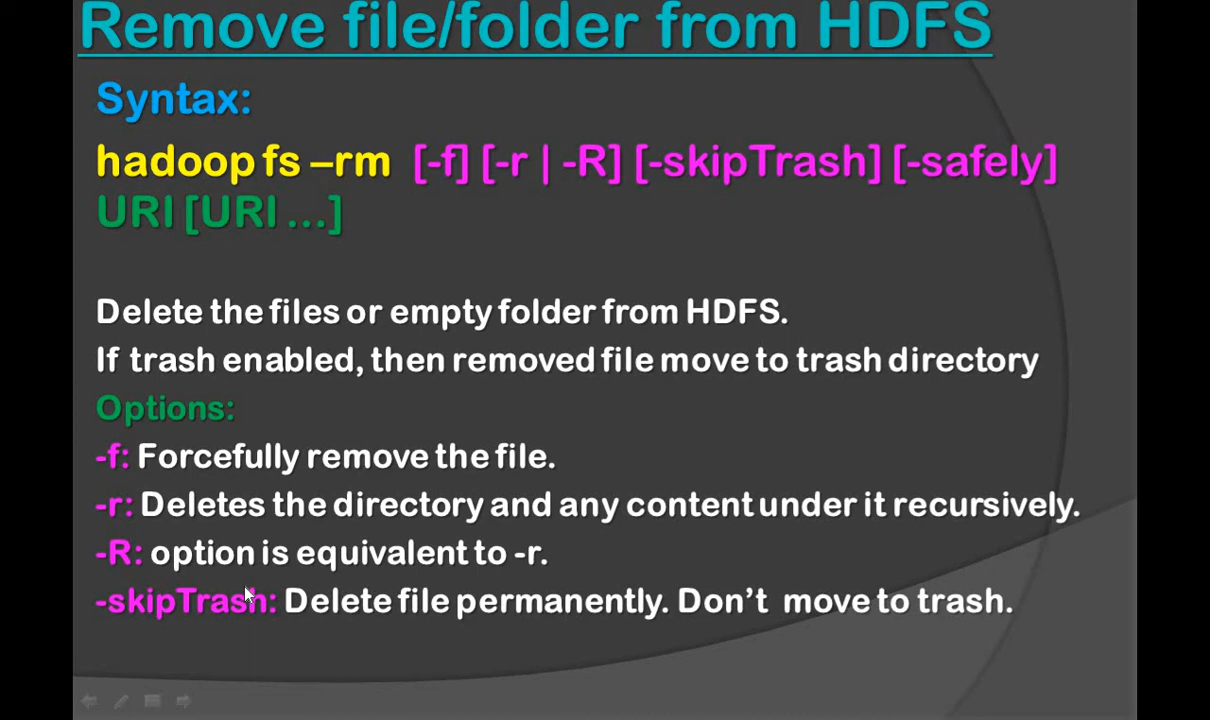 Remove file/folder from HDFS
Syntax:
hadoop fs –rm [-f] [-r | -R] [-skipTrash] [-safely]
URI [URI ...]
Delete the files or empty folder from HDFS.
If trash enabled, then removed file move to trash directory
Options:
-f: Forcefully remove the file.
-r: Deletes the directory and any content under it recursively.
-R: option is equivalent to -r.
-skipTrash: Delete file permanently. Don’t move to trash.